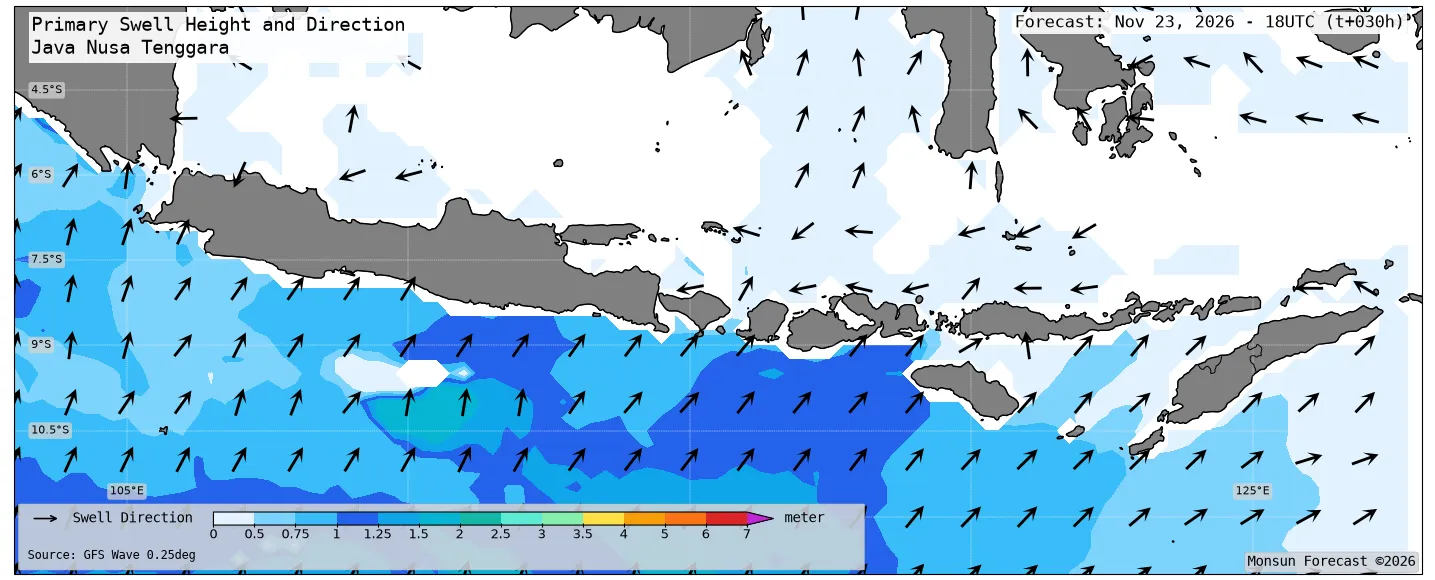 Primary Swell Height and Direction
Java Nusa Tenggara
Forecast: Nov 23, 2026 - 18UTC (t+030h)
4.5°S
6°S
7.5°S
9°S
10.5°S
105°E
125°E
Swell Direction
0 0.5 0.75 1 1.25 1.5 2 2.5 3 3.5 4 5 6 7
meter
Source: GFS Wave 0.25deg
Monsun Forecast ©2026